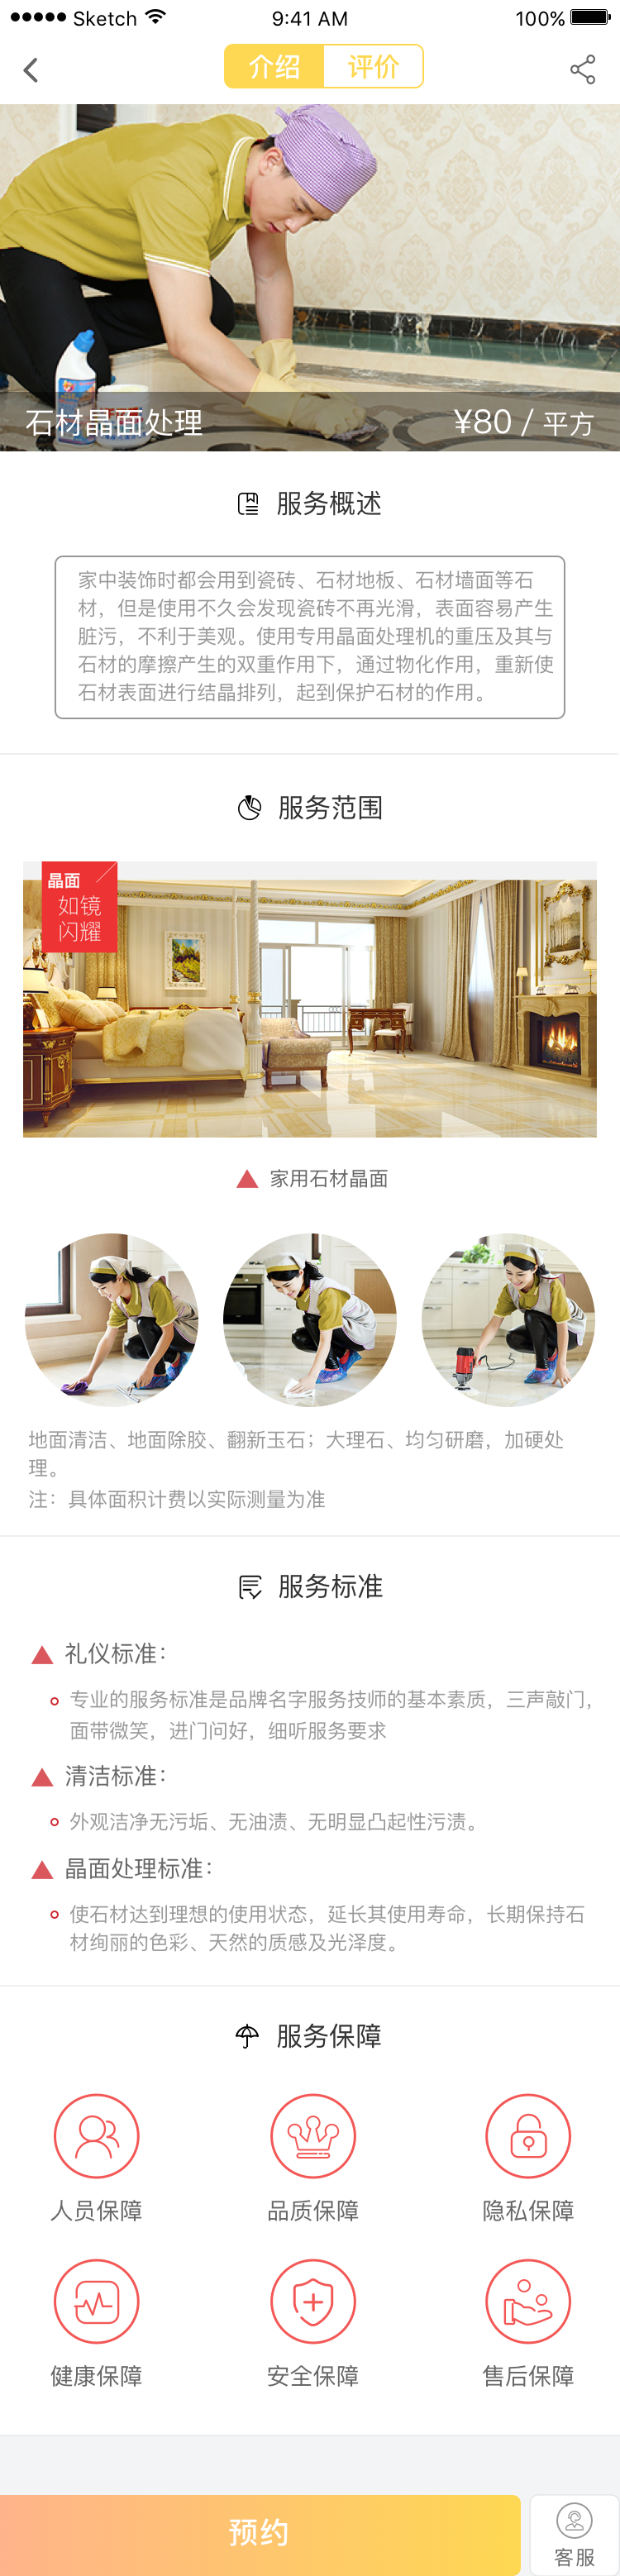 Sketch 9:41 AM 100%
介绍 评价
石材晶面处理 ¥80 / 平方
服务概述
家中装饰时都会用到瓷砖、石材地板、石材墙面等石
材，但是使用不久会发现瓷砖不再光滑，表面容易产生
脏污，不利于美观。使用专用晶面处理机的重压及其与
石材的摩擦产生的双重作用下，通过物化作用，重新使
石材表面进行结晶排列，起到保护石材的作用。
服务范围
晶面
如镜
闪耀
家用石材晶面
地面清洁、地面除胶、翻新玉石；大理石、均匀研磨，加硬处
理。
注：具体面积计费以实际测量为准
服务标准
礼仪标准：
专业的服务标准是品牌名字服务技师的基本素质，三声敲门，
面带微笑，进门问好，细听服务要求
清洁标准：
外观洁净无污垢、无油渍、无明显凸起性污渍。
晶面处理标准：
使石材达到理想的使用状态，延长其使用寿命，长期保持石
材绚丽的色彩、天然的质感及光泽度。
服务保障
人员保障 品质保障 隐私保障
健康保障 安全保障 售后保障
预约 客服